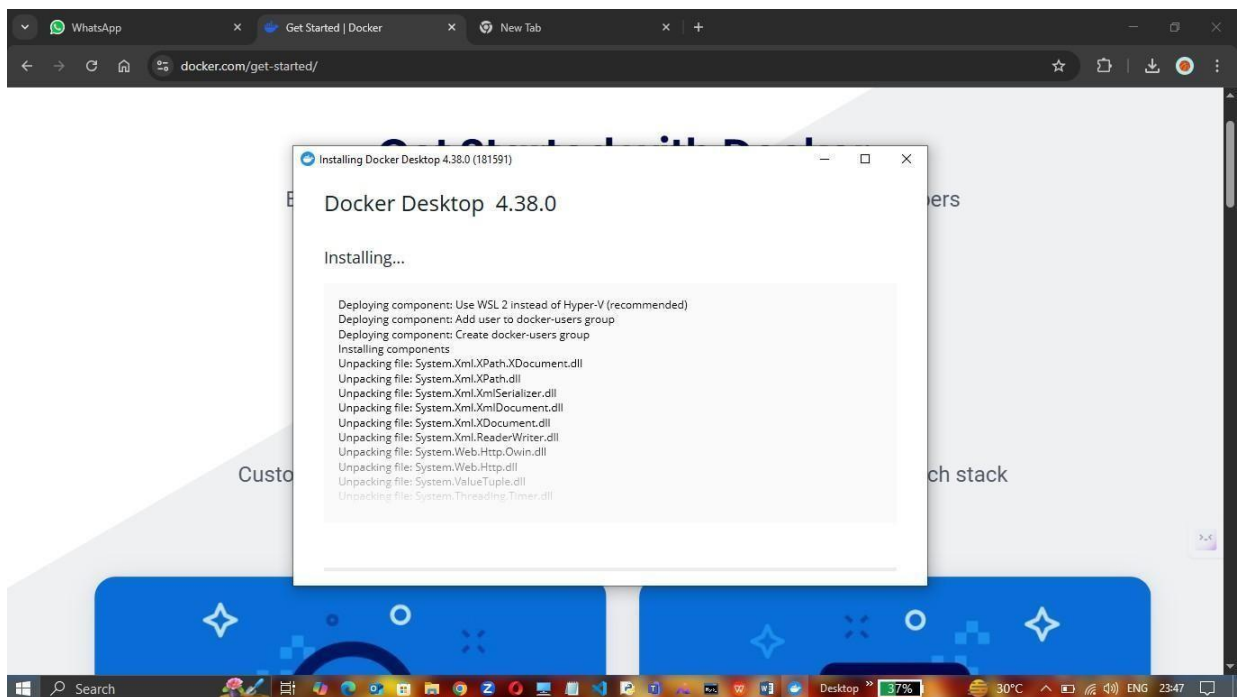 WhatsApp
Get Started | Docker
New Tab
docker.com/get-started/
Installing Docker Desktop 4.38.0 (181591)
Docker Desktop 4.38.0
Installing...
Deploying component: Use WSL 2 instead of Hyper-V (recommended)
Deploying component: Add user to docker-users group
Deploying component: Create docker-users group
Installing components
Unpacking file: System.Xml.XPath.XDocument.dll
Unpacking file: System.Xml.XPath.dll
Unpacking file: System.Xml.XmlSerializer.dll
Unpacking file: System.Xml.XmlDocument.dll
Unpacking file: System.Xml.XDocument.dll
Unpacking file: System.Xml.ReaderWriter.dll
Unpacking file: System.Web.Http.Owin.dll
Unpacking file: System.Web.Http.dll
Unpacking file: System.ValueTuple.dll
Unpacking file: System.Threading.Timer.dll
Custo
ch stack
Search
Desktop
37%
30°C
ENG
23:47